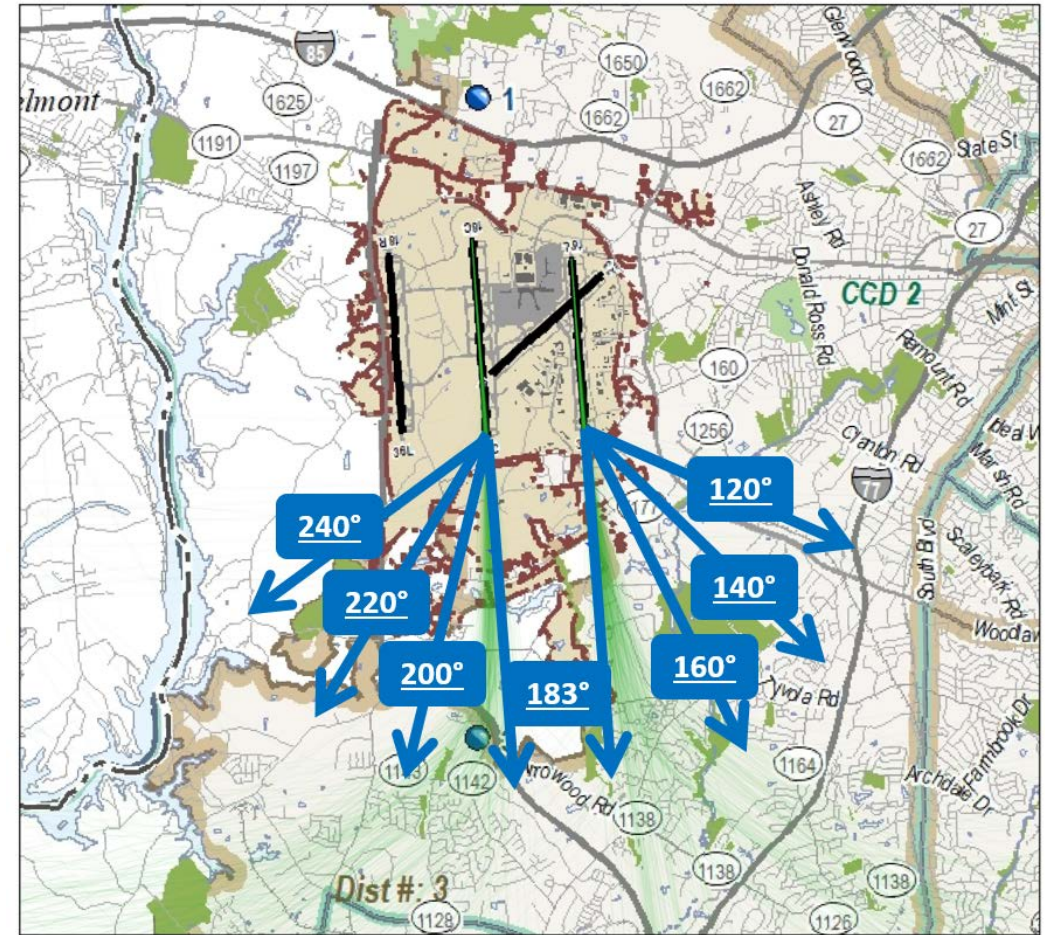 Glenwood Dr
85
1650
elmont
1625
1
1662
1662
27
1191
1662
State St
1197
Ashley Rd
18R
18C
18L
27
Donald Ross Rd
CCD 2
Mint St
Remount Rd
160
1256
Clanton Rd
Ideal W
Marsh Rd
36L
C
77
120°
240°
17
South Blvd
Scaleybark Rd
220°
140°
Woodlaw
200°
183°
160°
Tyvola Rd
1143
1142
rrowood Rd
1164
Archdale Dr
Farmbrook Dr
1138
1138
1138
Dist #: 3
1128
1126